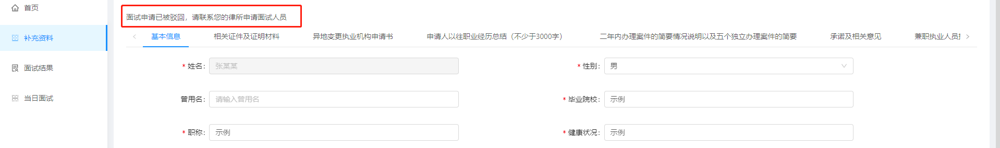 首页
补充资料
面试结果
当日面试
面试申请已被驳回，请联系您的律所申请面试人员
基本信息 相关证件及证明材料 异地变更执业机构申请书 申请人以往职业经历总结（不少于3000字） 二年内办理案件的简要情况说明以及五个独立办理案件的简要 承诺及相关意见 兼职执业人员
* 姓名： 张某某 * 性别： 男
曾用名： 请输入曾用名 * 毕业院校： 示例
* 职称： 示例 * 健康状况： 示例